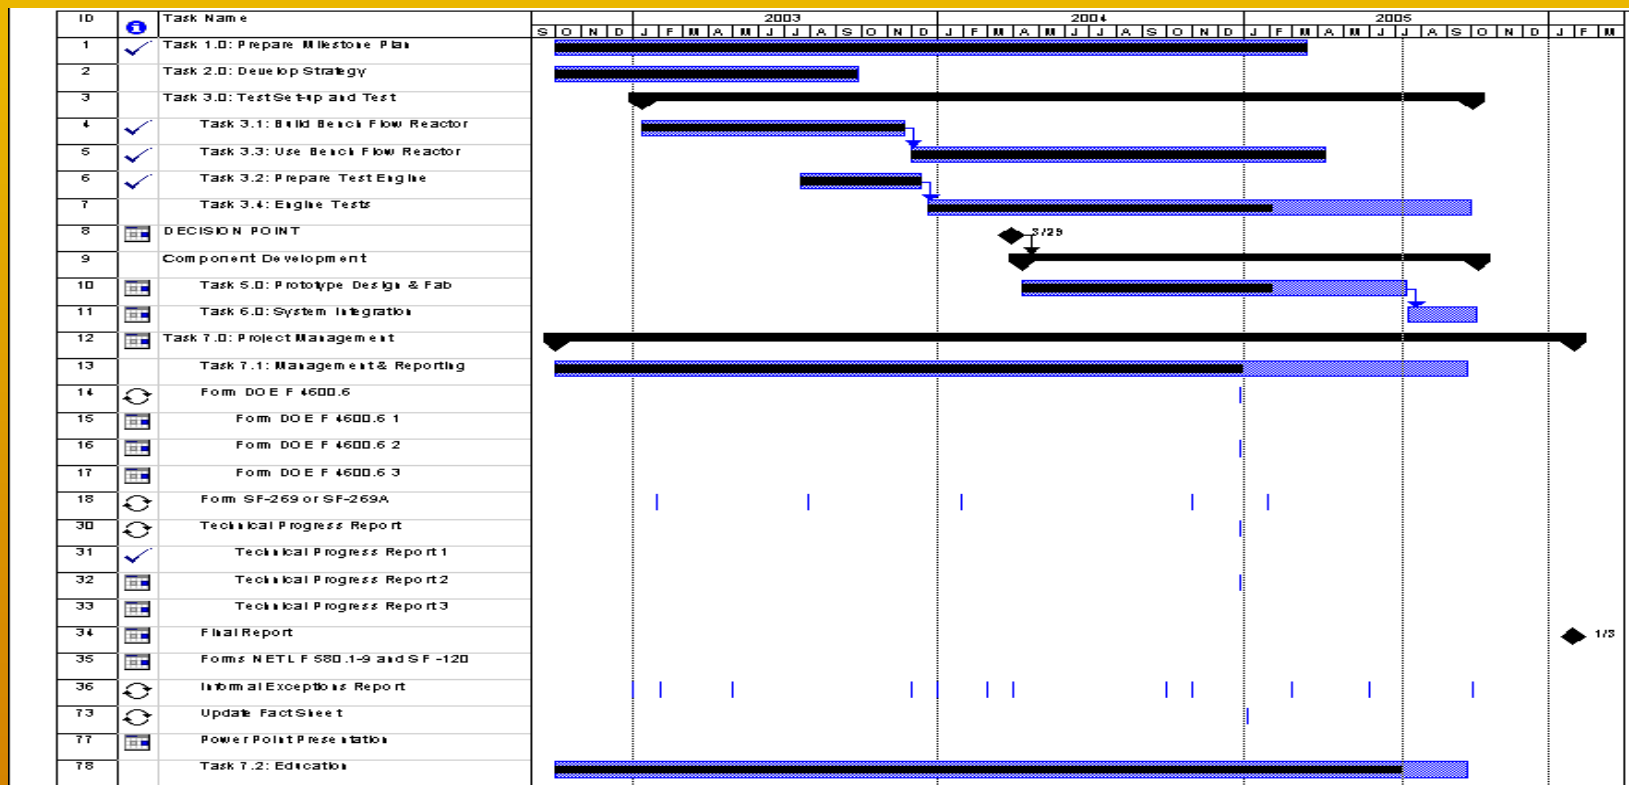 ID Task Name 2003 2004 2005
S O N D J F M A M J J A S O N D J F M A M J J A S O N D J F M A M J J A S O N D J F M
1 Task 1.0: Prepare Milestone Plan
2 Task 2.0: Develop Strategy
3 Task 3.0: Test Set-up and Test
4 Task 3.1: Build Bench Flow Reactor
5 Task 3.3: Use Bench Flow Reactor
6 Task 3.2: Prepare Test Engine
7 Task 3.4: Engine Tests
8 DECISION POINT 3/29
9 Component Development
10 Task 5.0: Prototype Design & Fab
11 Task 6.0: System Integration
12 Task 7.0: Project Management
13 Task 7.1: Management & Reporting
14 Form DOE F 4600.6
15 Form DOE F 4600.6 1
16 Form DOE F 4600.6 2
17 Form DOE F 4600.6 3
18 Form SF-269 or SF-269A
30 Technical Progress Report
31 Technical Progress Report 1
32 Technical Progress Report 2
33 Technical Progress Report 3
34 Final Report 1/3
35 Forms NETL F 580.1-9 and SF-120
36 Informal Exceptions Report
73 Update Fact Sheet
77 Power Point Presentation
78 Task 7.2: Education